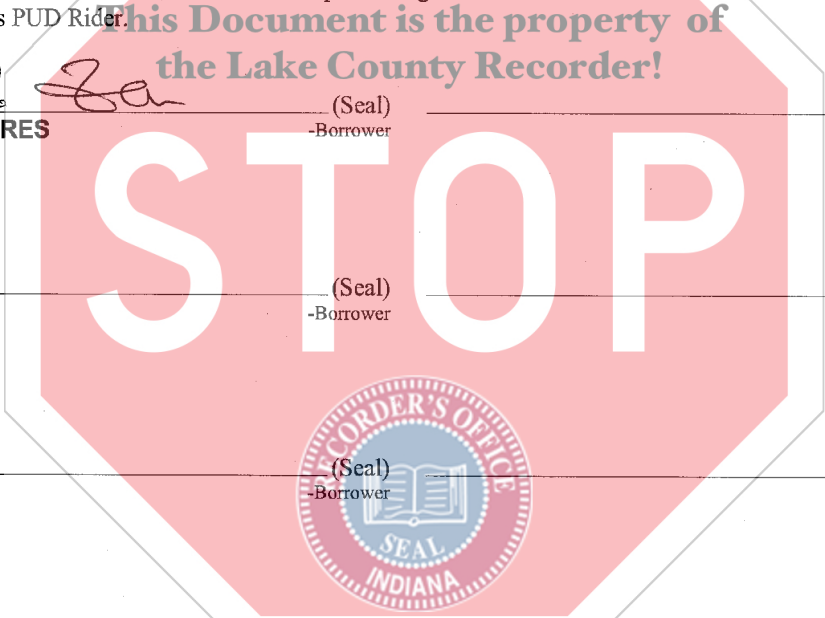 s PUD Rider.
This Document is the property of
the Lake County Recorder!
(Seal)
RES
-Borrower
STOP
(Seal)
-Borrower
(Seal)
-Borrower
RECORDER'S OFFICE
SEAL
INDIANA